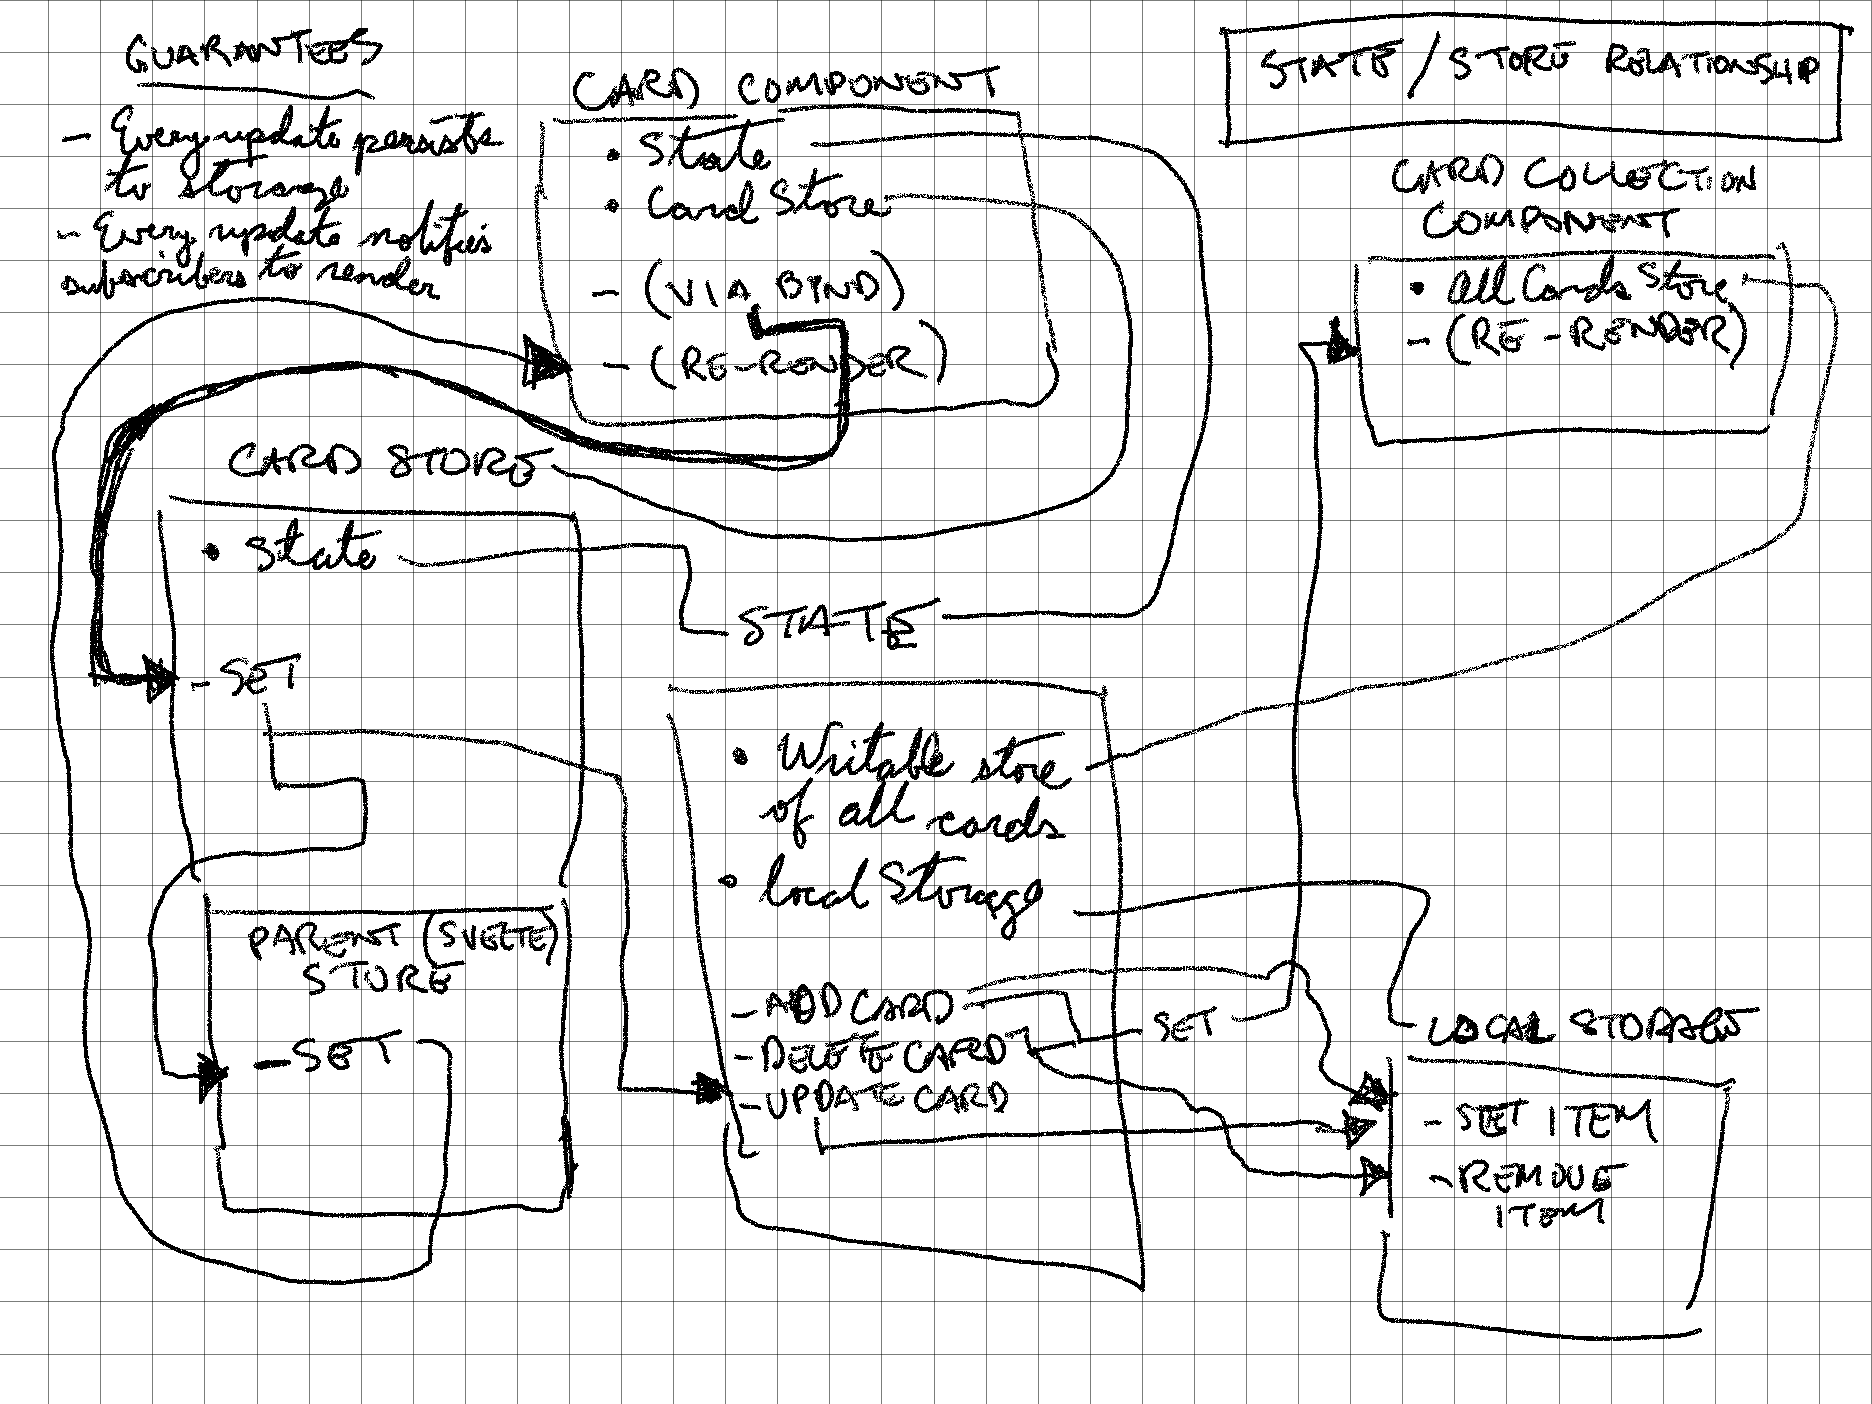 GUARANTEES
- Every update persists
to storage
- Every update notifies
subscribers to render
CARD COMPONENT
• State
• Card Store
- (VIA BIND)
- (RE-RENDER)
STATE / STORE RELATIONSHIP
CARD COLLECTION
COMPONENT
• all Cards Store
- (RE-RENDER)
CARD STORE
• State
- SET
PARENT (SVELTE)
STORE
- SET
STATE
• Writable store
of all cards
• local Storage
- ADD CARD
- DELETE CARD
- UPDATE CARD
SET
LOCAL STORAGE
- SET ITEM
- REMOVE
ITEM